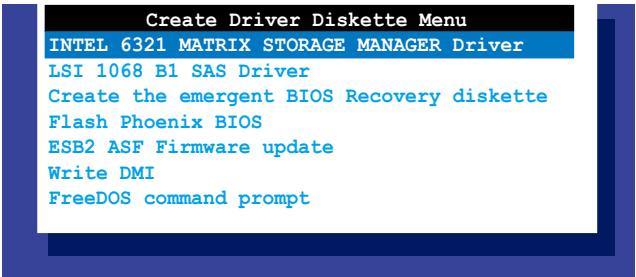 Create Driver Diskette Menu
INTEL 6321 MATRIX STORAGE MANAGER Driver
LSI 1068 B1 SAS Driver
Create the emergent BIOS Recovery diskette
Flash Phoenix BIOS
ESB2 ASF Firmware update
Write DMI
FreeDOS command prompt